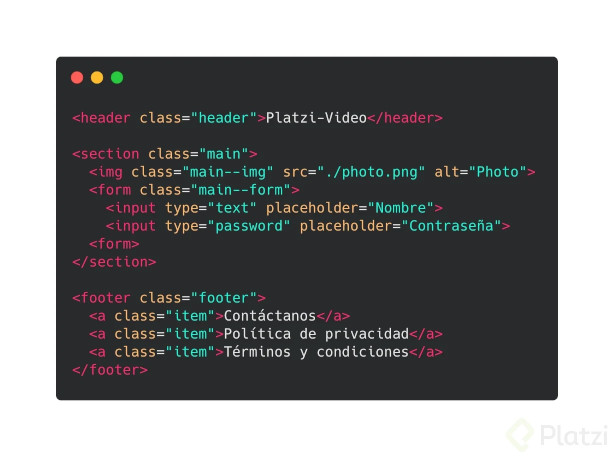 <header class="header">Platzi-Video</header>
<section class="main">
<img class="main--img" src="./photo.png" alt="Photo">
<form class="main--form">
<input type="text" placeholder="Nombre">
<input type="password" placeholder="Contraseña">
<form>
</section>
<footer class="footer">
<a class="item">Contáctanos</a>
<a class="item">Política de privacidad</a>
<a class="item">Términos y condiciones</a>
</footer>
Platzi